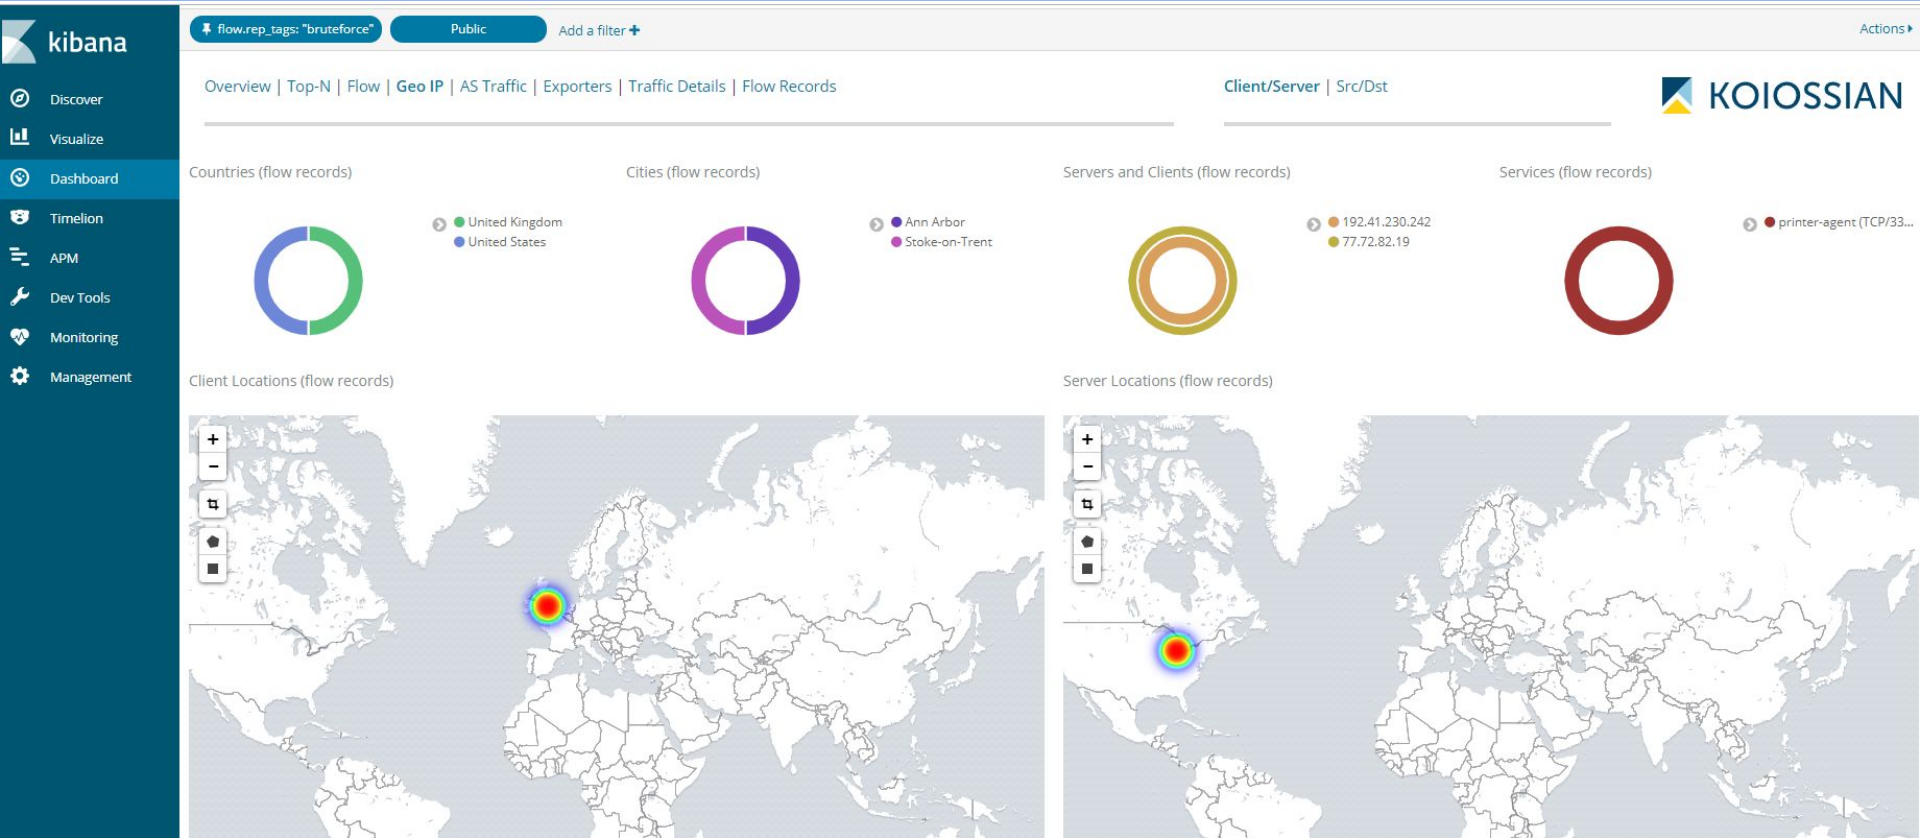 kibana
Discover
Visualize
Dashboard
Timelion
APM
Dev Tools
Monitoring
Management
flow.rep_tags: "bruteforce"
Public
Add a filter +
Actions
Overview | Top-N | Flow | Geo IP | AS Traffic | Exporters | Traffic Details | Flow Records
Client/Server | Src/Dst
KOIOSSIAN
Countries (flow records)
United Kingdom
United States
Cities (flow records)
Ann Arbor
Stoke-on-Trent
Servers and Clients (flow records)
192.41.230.242
77.72.82.19
Services (flow records)
printer-agent (TCP/33...
Client Locations (flow records)
+
−
Server Locations (flow records)
+
−